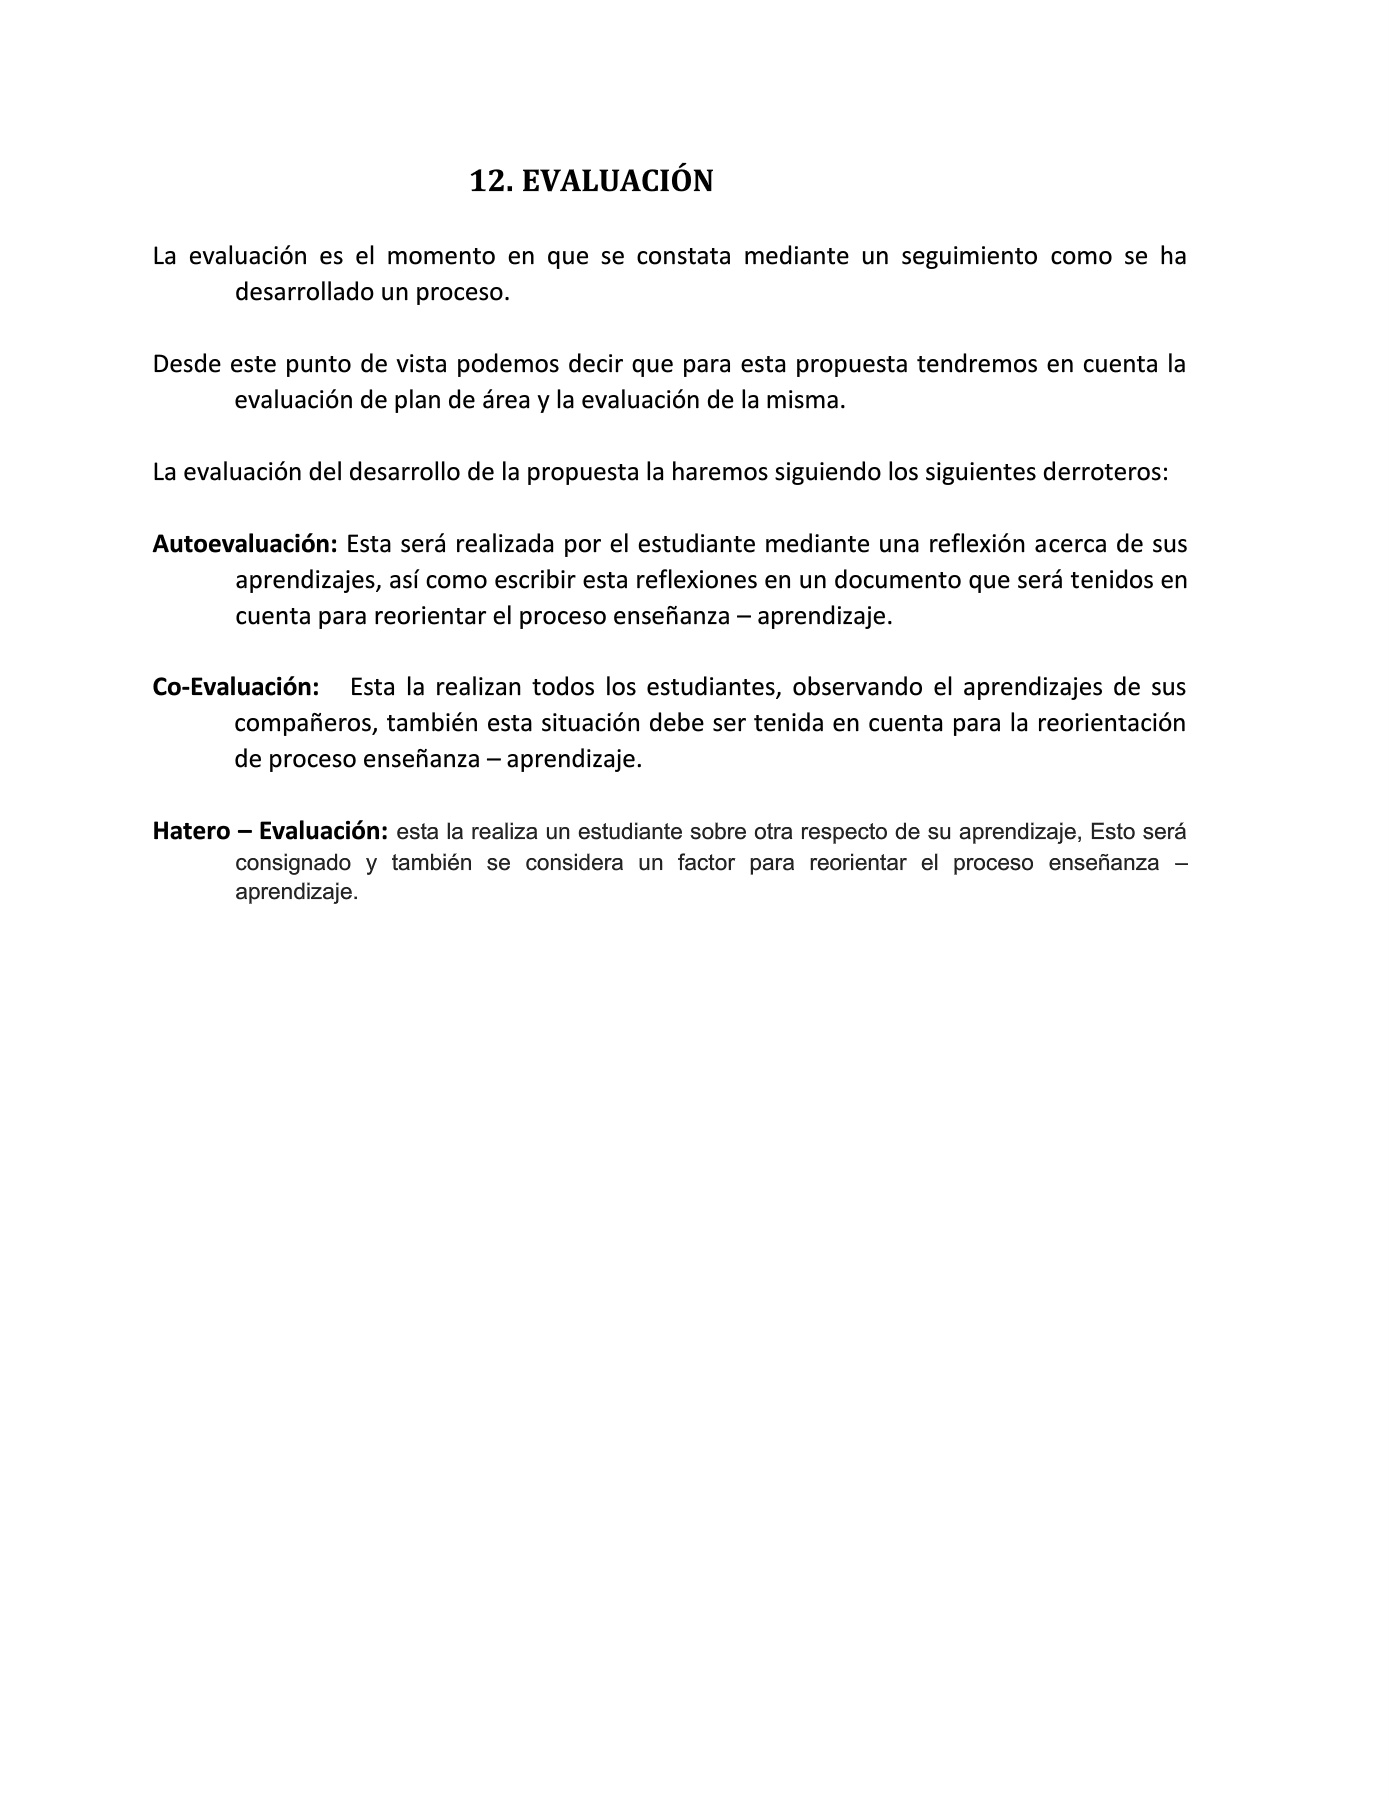 12. EVALUACIÓN
La evaluación es el momento en que se constata mediante un seguimiento como se ha
desarrollado un proceso.
Desde este punto de vista podemos decir que para esta propuesta tendremos en cuenta la
evaluación de plan de área y la evaluación de la misma.
La evaluación del desarrollo de la propuesta la haremos siguiendo los siguientes derroteros:
Autoevaluación: Esta será realizada por el estudiante mediante una reflexión acerca de sus
aprendizajes, así como escribir esta reflexiones en un documento que será tenidos en
cuenta para reorientar el proceso enseñanza – aprendizaje.
Co-Evaluación: Esta la realizan todos los estudiantes, observando el aprendizajes de sus
compañeros, también esta situación debe ser tenida en cuenta para la reorientación
de proceso enseñanza – aprendizaje.
Hatero – Evaluación: esta la realiza un estudiante sobre otra respecto de su aprendizaje, Esto será
consignado y también se considera un factor para reorientar el proceso enseñanza –
aprendizaje.